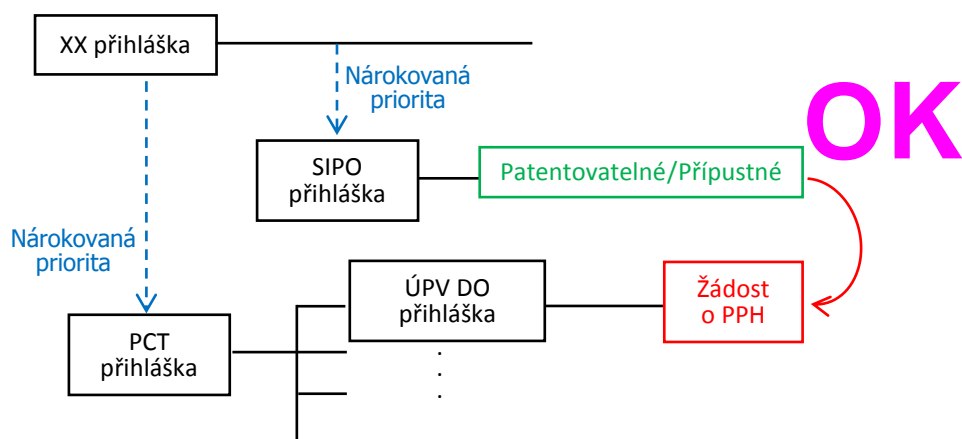 XX přihláška
Nárokovaná
priorita
OK
SIPO
přihláška
Patentovatelné/Přípustné
Nárokovaná
priorita
ÚPV DO
přihláška
Žádost
o PPH
PCT
přihláška
.
.
.